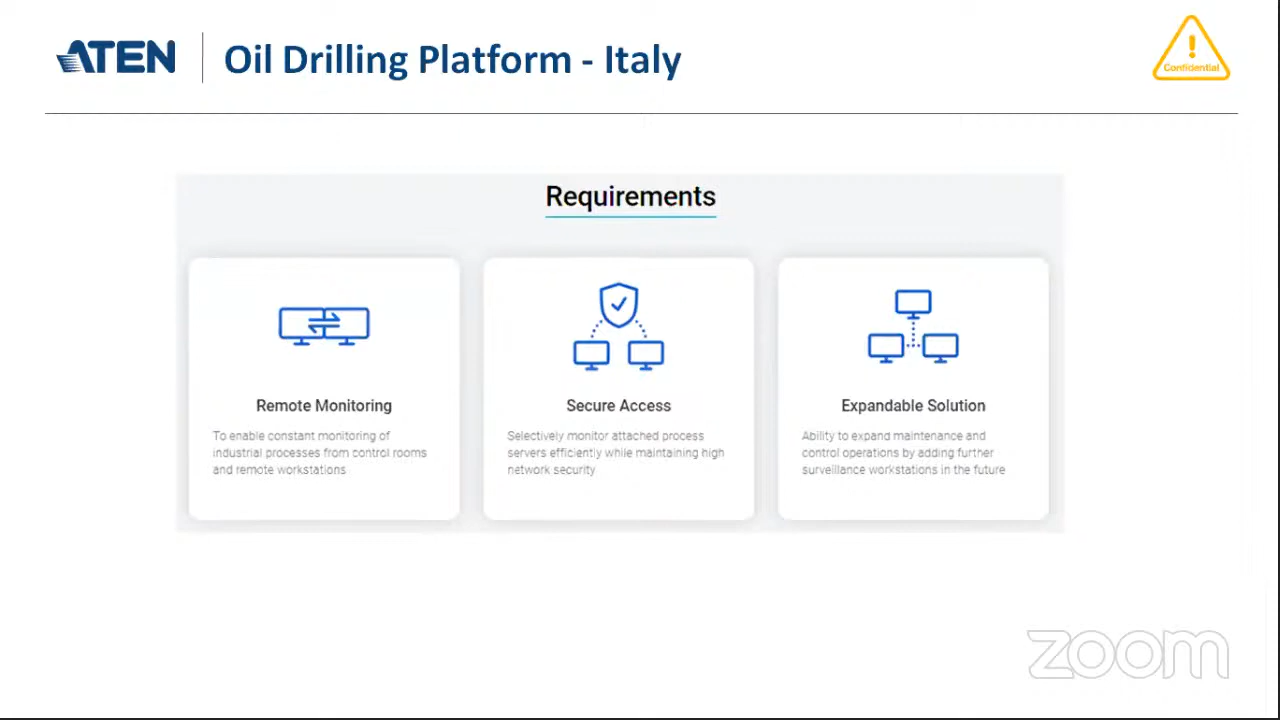 ATEN
Oil Drilling Platform - Italy
Confidential
Requirements
Remote Monitoring
To enable constant monitoring of
industrial processes from control rooms
and remote workstations
Secure Access
Selectively monitor attached process
servers efficiently while maintaining high
network security
Expandable Solution
Ability to expand maintenance and
control operations by adding further
surveillance workstations in the future
zoom